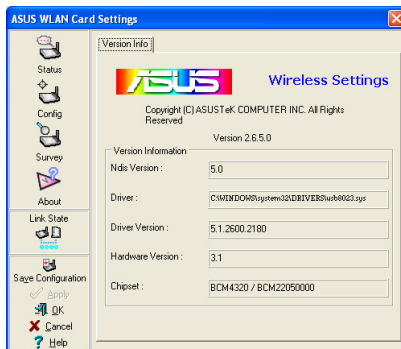 ASUS WLAN Card Settings
Status
Config
Survey
About
Link State
Save Configuration
Apply
OK
Cancel
Help
Version Info
ASUS
Wireless Settings
Copyright (C) ASUSTeK COMPUTER INC. All Rights
Reserved
Version 2.6.5.0
Version Information
Ndis Version :
5.0
Driver :
C:\WINDOWS\system32\DRIVERS\usb8023.sys
Driver Version :
5.1.2600.2180
Hardware Version :
3.1
Chipset :
BCM4320 / BCM22050000